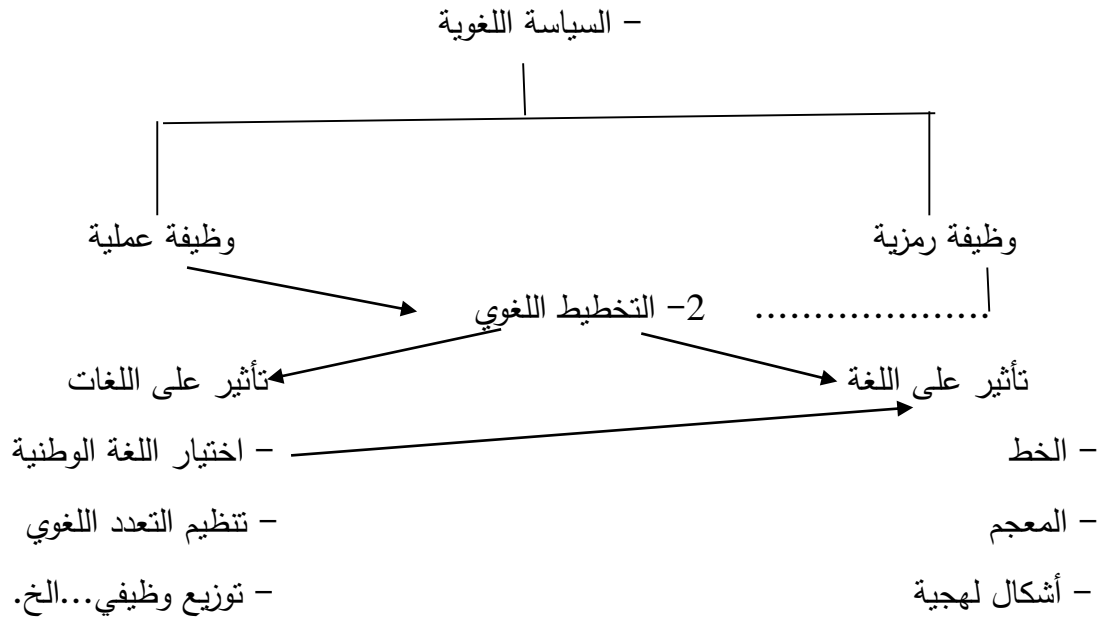 - السياسة اللغوية
وظيفة رمزية
وظيفة عملية
.................... 2- التخطيط اللغوي
تأثير على اللغة
تأثير على اللغات
- الخط
- اختيار اللغة الوطنية
- المعجم
- تنظيم التعدد اللغوي
- أشكال لهجية
- توزيع وظيفي...الخ.